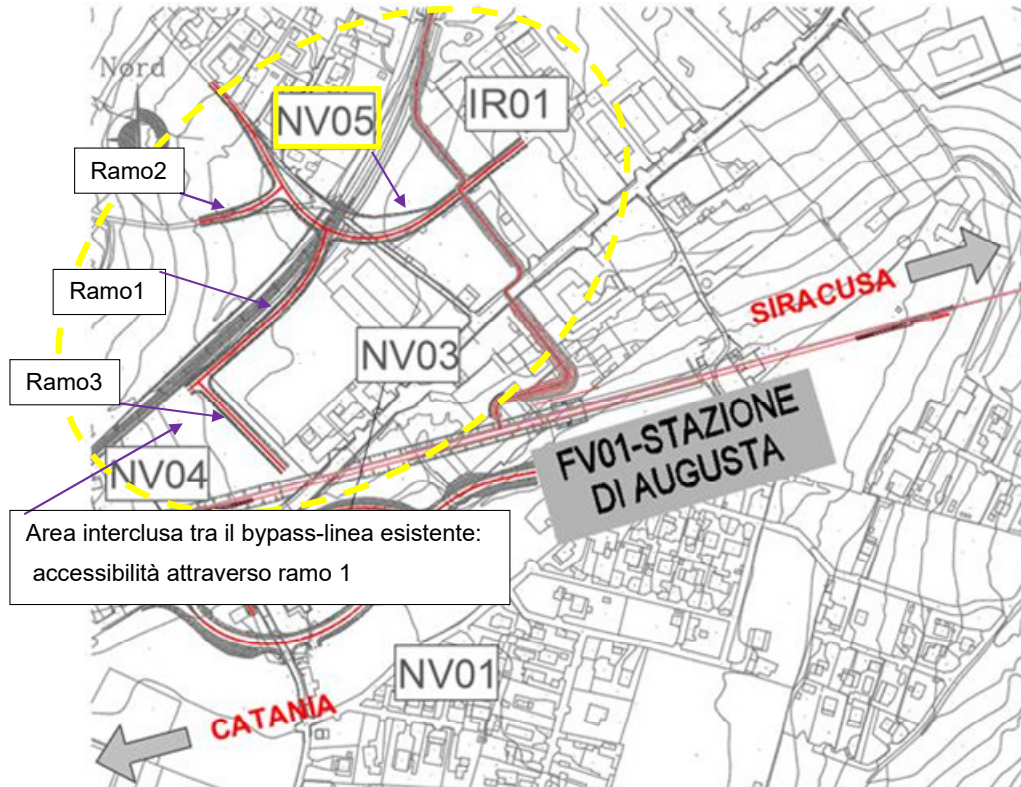 Nord
NV05
IR01
Ramo2
Ramo1
SIRACUSA
NV03
Ramo3
FV01-STAZIONE
DI AUGUSTA
NV04
Area interclusa tra il bypass-linea esistente:
accessibilità attraverso ramo 1
NV01
CATANIA